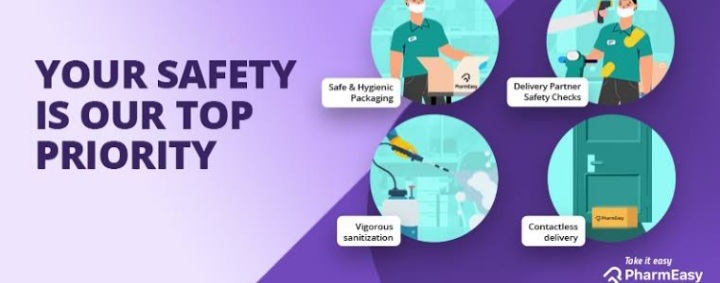 YOUR SAFETY
IS OUR TOP
PRIORITY
Safe & Hygienic
Packaging
PharmEasy
Delivery Partner
Safety Checks
Vigorous
sanitization
Contactless
delivery
PharmEasy
Take it easy
PharmEasy